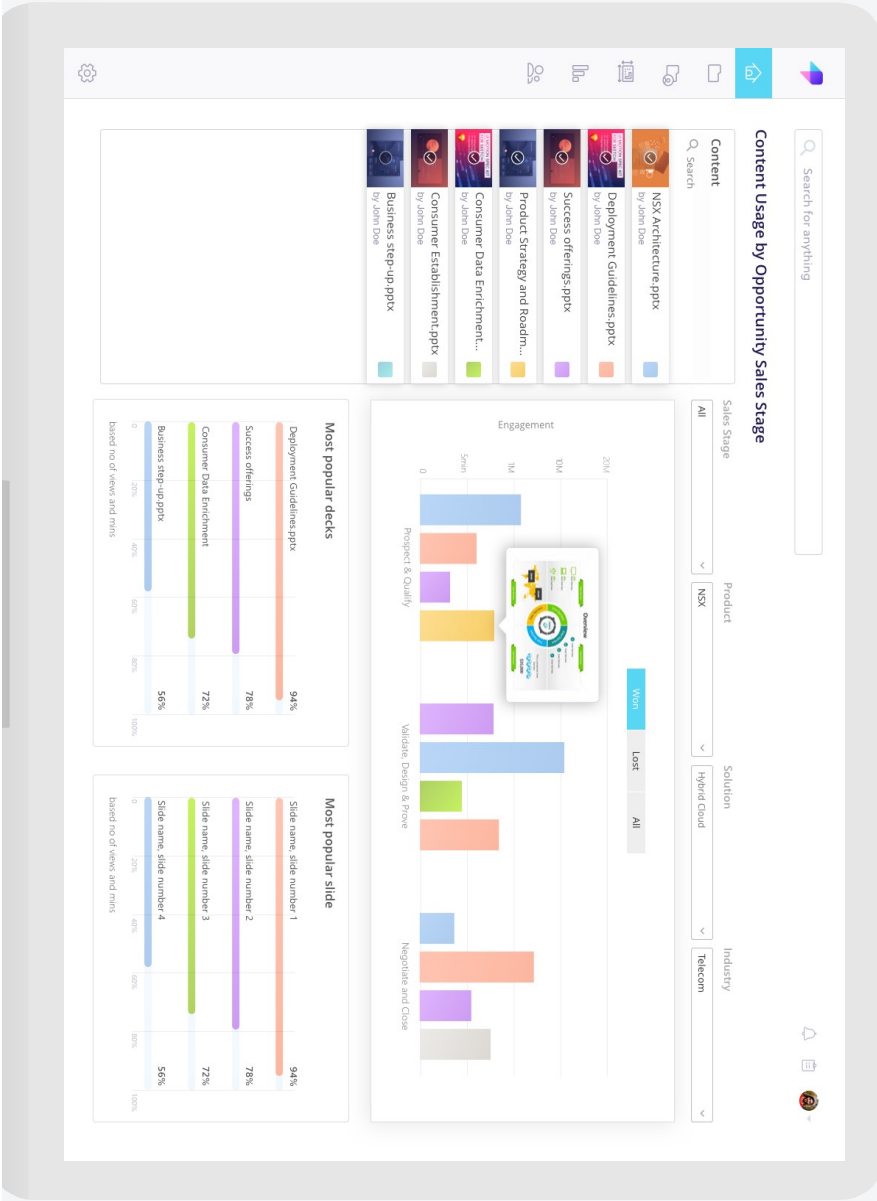 Search for anything
Content Usage by Opportunity Sales Stage
Content
Search
NSX Architecture.pptx
by John Doe
Deployment Guidelines.pptx
by John Doe
Success offerings.pptx
by John Doe
Product Strategy and Roadm...
by John Doe
Consumer Data Enrichment...
by John Doe
Consumer Establishment.pptx
by John Doe
Business step-up.pptx
by John Doe
Sales Stage
All
Product
NSX
Solution
Hybrid Cloud
Industry
Telecom
Won
Lost
All
Engagement
20M
10M
1M
5min
0
Overview
Prospect & Qualify
Validate, Design & Prove
Negotiate and Close
Most popular decks
Deployment Guidelines.pptx
94%
Success offerings
78%
Consumer Data Enrichment
72%
Business step-up.pptx
56%
0
20%
40%
60%
80%
100%
based no of views and mins
Most popular slide
Slide name, slide number 1
94%
Slide name, slide number 2
78%
Slide name, slide number 3
72%
Slide name, slide number 4
56%
0
20%
40%
60%
80%
100%
based no of views and mins